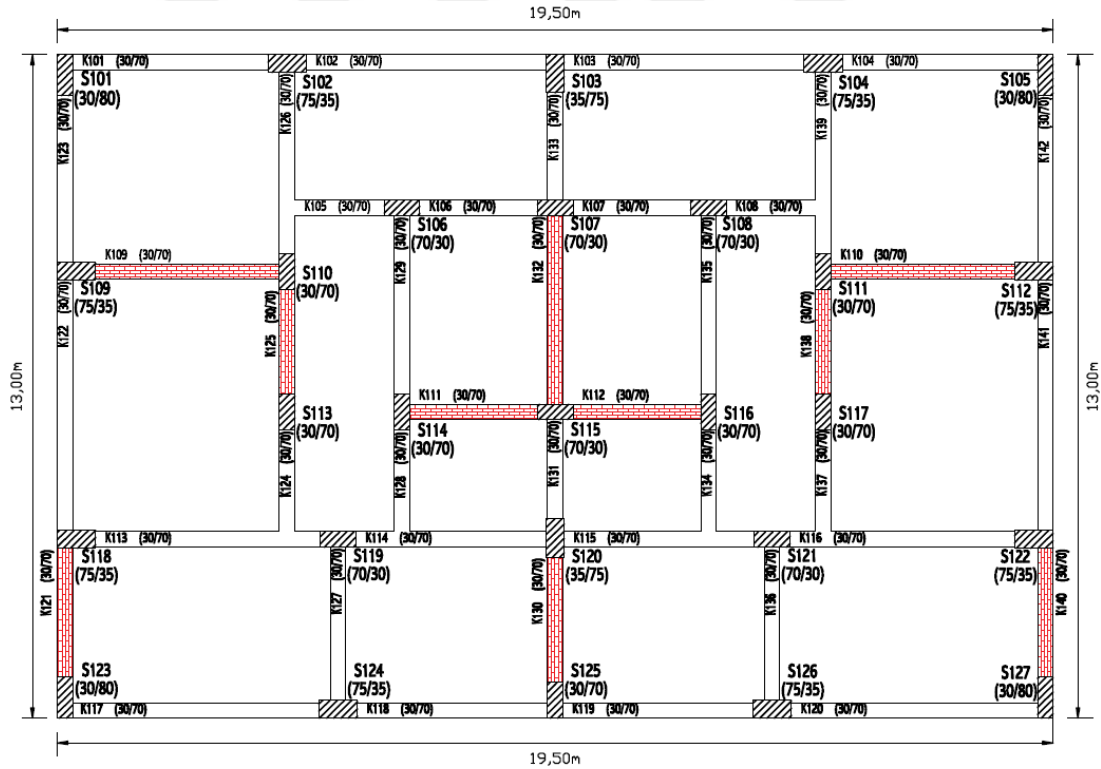 19,50m
K101 (30/70)
K102 (30/70)
K103 (30/70)
K104 (30/70)
S101
(30/80)
S102
(75/35)
S103
(35/75)
S104
(75/35)
S105
(30/80)
K123 (30/70)
K126 (30/70)
K133 (30/70)
K139 (30/70)
K142 (30/70)
K105 (30/70)
K106 (30/70)
K107 (30/70)
K108 (30/70)
S106
(70/30)
S107
(70/30)
S108
(70/30)
K129 (30/70)
K132 (30/70)
K135 (30/70)
K109 (30/70)
K110 (30/70)
S109
(75/35)
S110
(30/70)
S111
(30/70)
S112
(75/35)
K122 (30/70)
K125 (30/70)
K138 (30/70)
K141 (30/70)
13,00m
13,00m
K111 (30/70)
K112 (30/70)
S113
(30/70)
S114
(30/70)
S115
(70/30)
S116
(30/70)
S117
(30/70)
K124 (30/70)
K128 (30/70)
K131 (30/70)
K134 (30/70)
K137 (30/70)
K113 (30/70)
K114 (30/70)
K115 (30/70)
K116 (30/70)
S118
(75/35)
S119
(70/30)
S120
(35/75)
S121
(70/30)
S122
(75/35)
K121 (30/70)
K127 (30/70)
K130 (30/70)
K136 (30/70)
K140 (30/70)
S123
(30/80)
S124
(75/35)
S125
(30/70)
S126
(75/35)
S127
(30/80)
K117 (30/70)
K118 (30/70)
K119 (30/70)
K120 (30/70)
19,50m